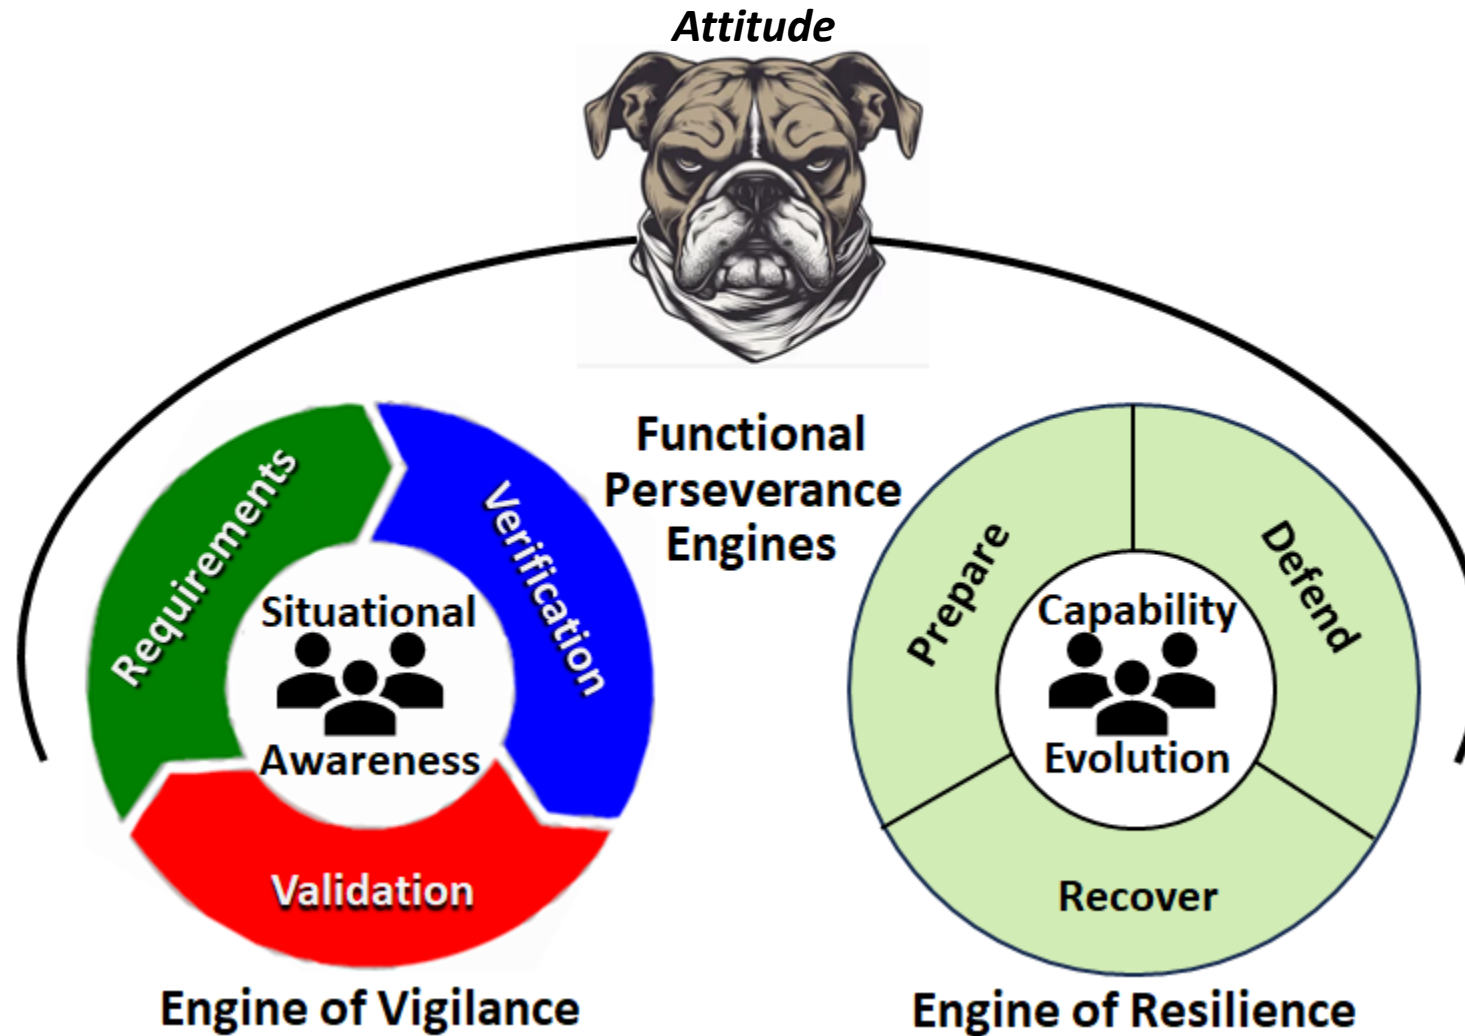 Attitude
Functional
Perseverance
Engines
Requirements
Verification
Validation
Situational
Awareness
Engine of Vigilance
Prepare
Defend
Recover
Capability
Evolution
Engine of Resilience